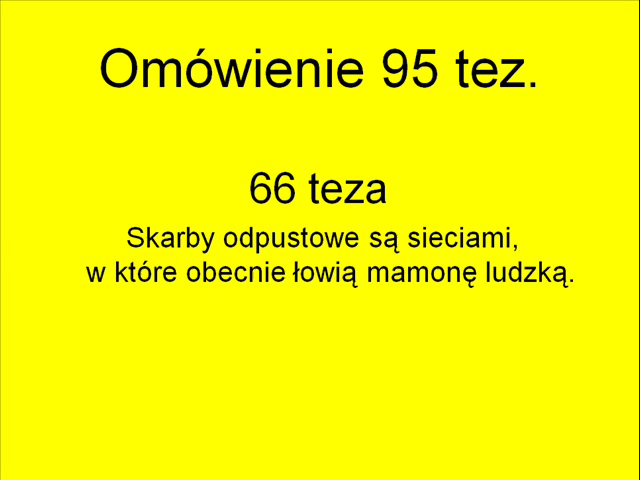 Omówienie 95 tez.
66 teza
Skarby odpustowe są sieciami,
w które obecnie łowią mamonę ludzką.